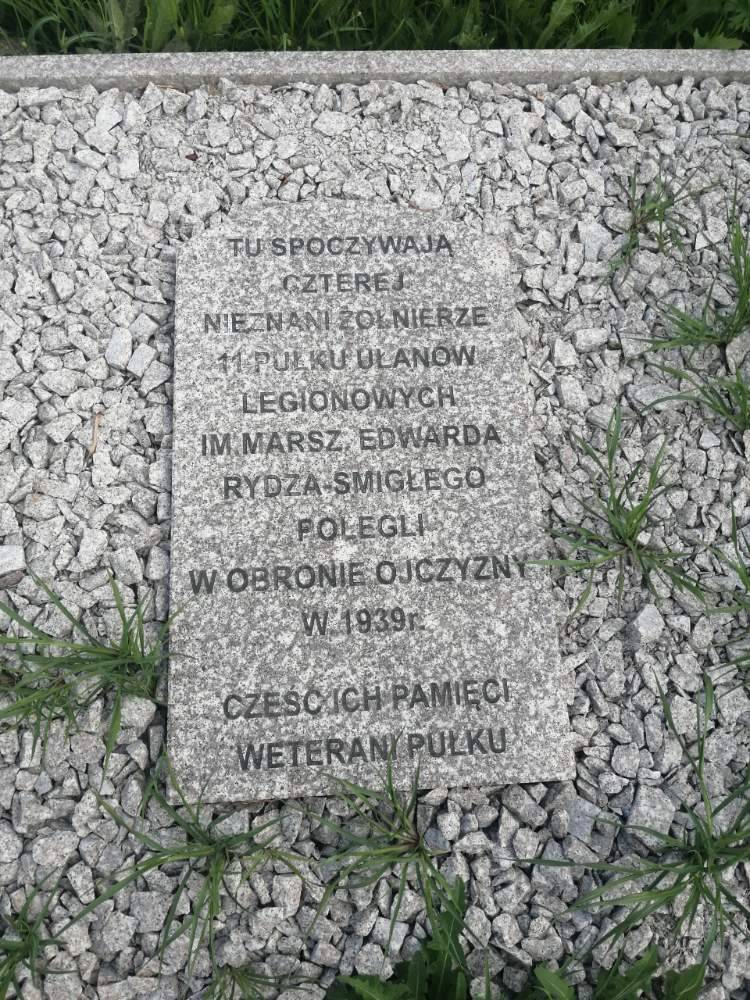 TU SPOCZYWAJĄ
CZTEREJ
NIEZNANI ŻOŁNIERZE
11 PUŁKU UŁANÓW
LEGIONOWYCH
IM.MARSZ. EDWARDA
RYDZA-ŚMIGŁEGO
POLEGLI
W OBRONIE OJCZYZNY
W 1939r.
CZEŚĆ ICH PAMIĘCI
WETERANI PUŁKU